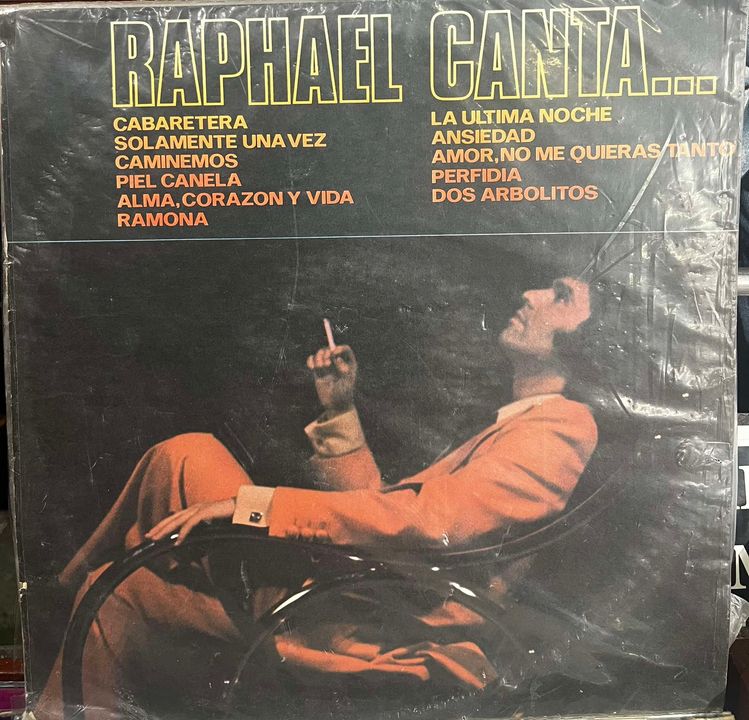 RAPHAEL CANTA...
CABARETERA
SOLAMENTE UNA VEZ
CAMINEMOS
PIEL CANELA
ALMA, CORAZON Y VIDA
RAMONA
LA ULTIMA NOCHE
ANSIEDAD
AMOR, NO ME QUIERAS TANTO
PERFIDIA
DOS ARBOLITOS